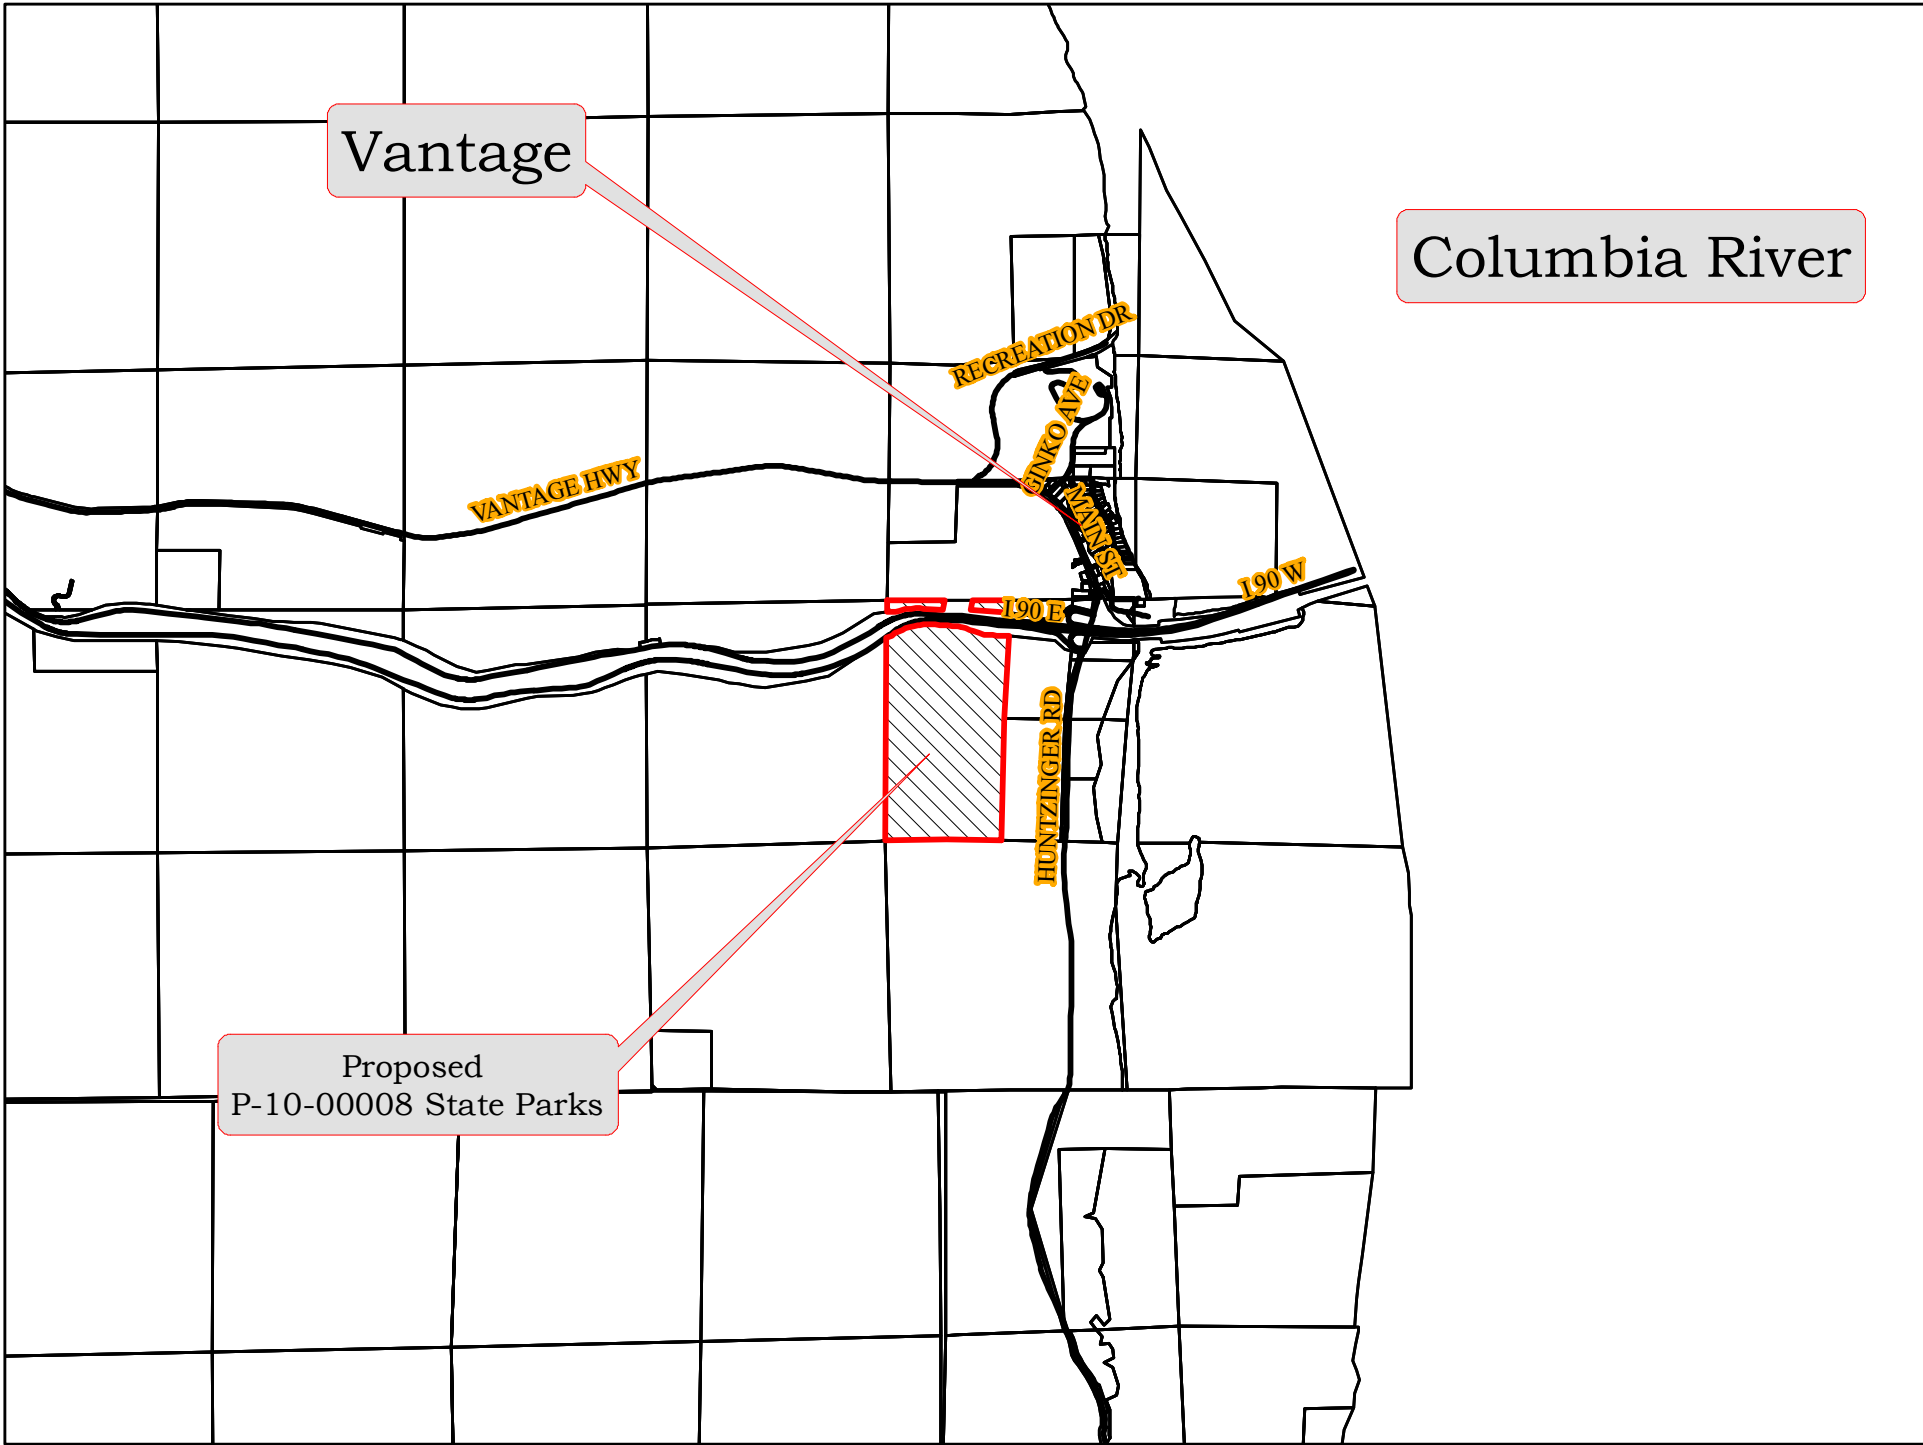 Vantage
Columbia River
RECREATION DR
GINKO AVE
VANTAGE HWY
MAIN ST
I 90 W
I 90 E
HUNTZINGER RD
Proposed
P-10-00008 State Parks